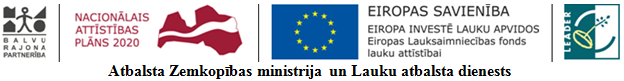 BALVU
RAJONA
PARTNERĪBA
NACIONĀLAIS
ATTĪSTĪBAS
PLĀNS 2020
EIROPAS SAVIENĪBA
EIROPA INVESTĒ LAUKU APVIDOS
Eiropas Lauksaimniecības fonds
lauku attīstībai
LEADER
Atbalsta Zemkopības ministrija un Lauku atbalsta dienests